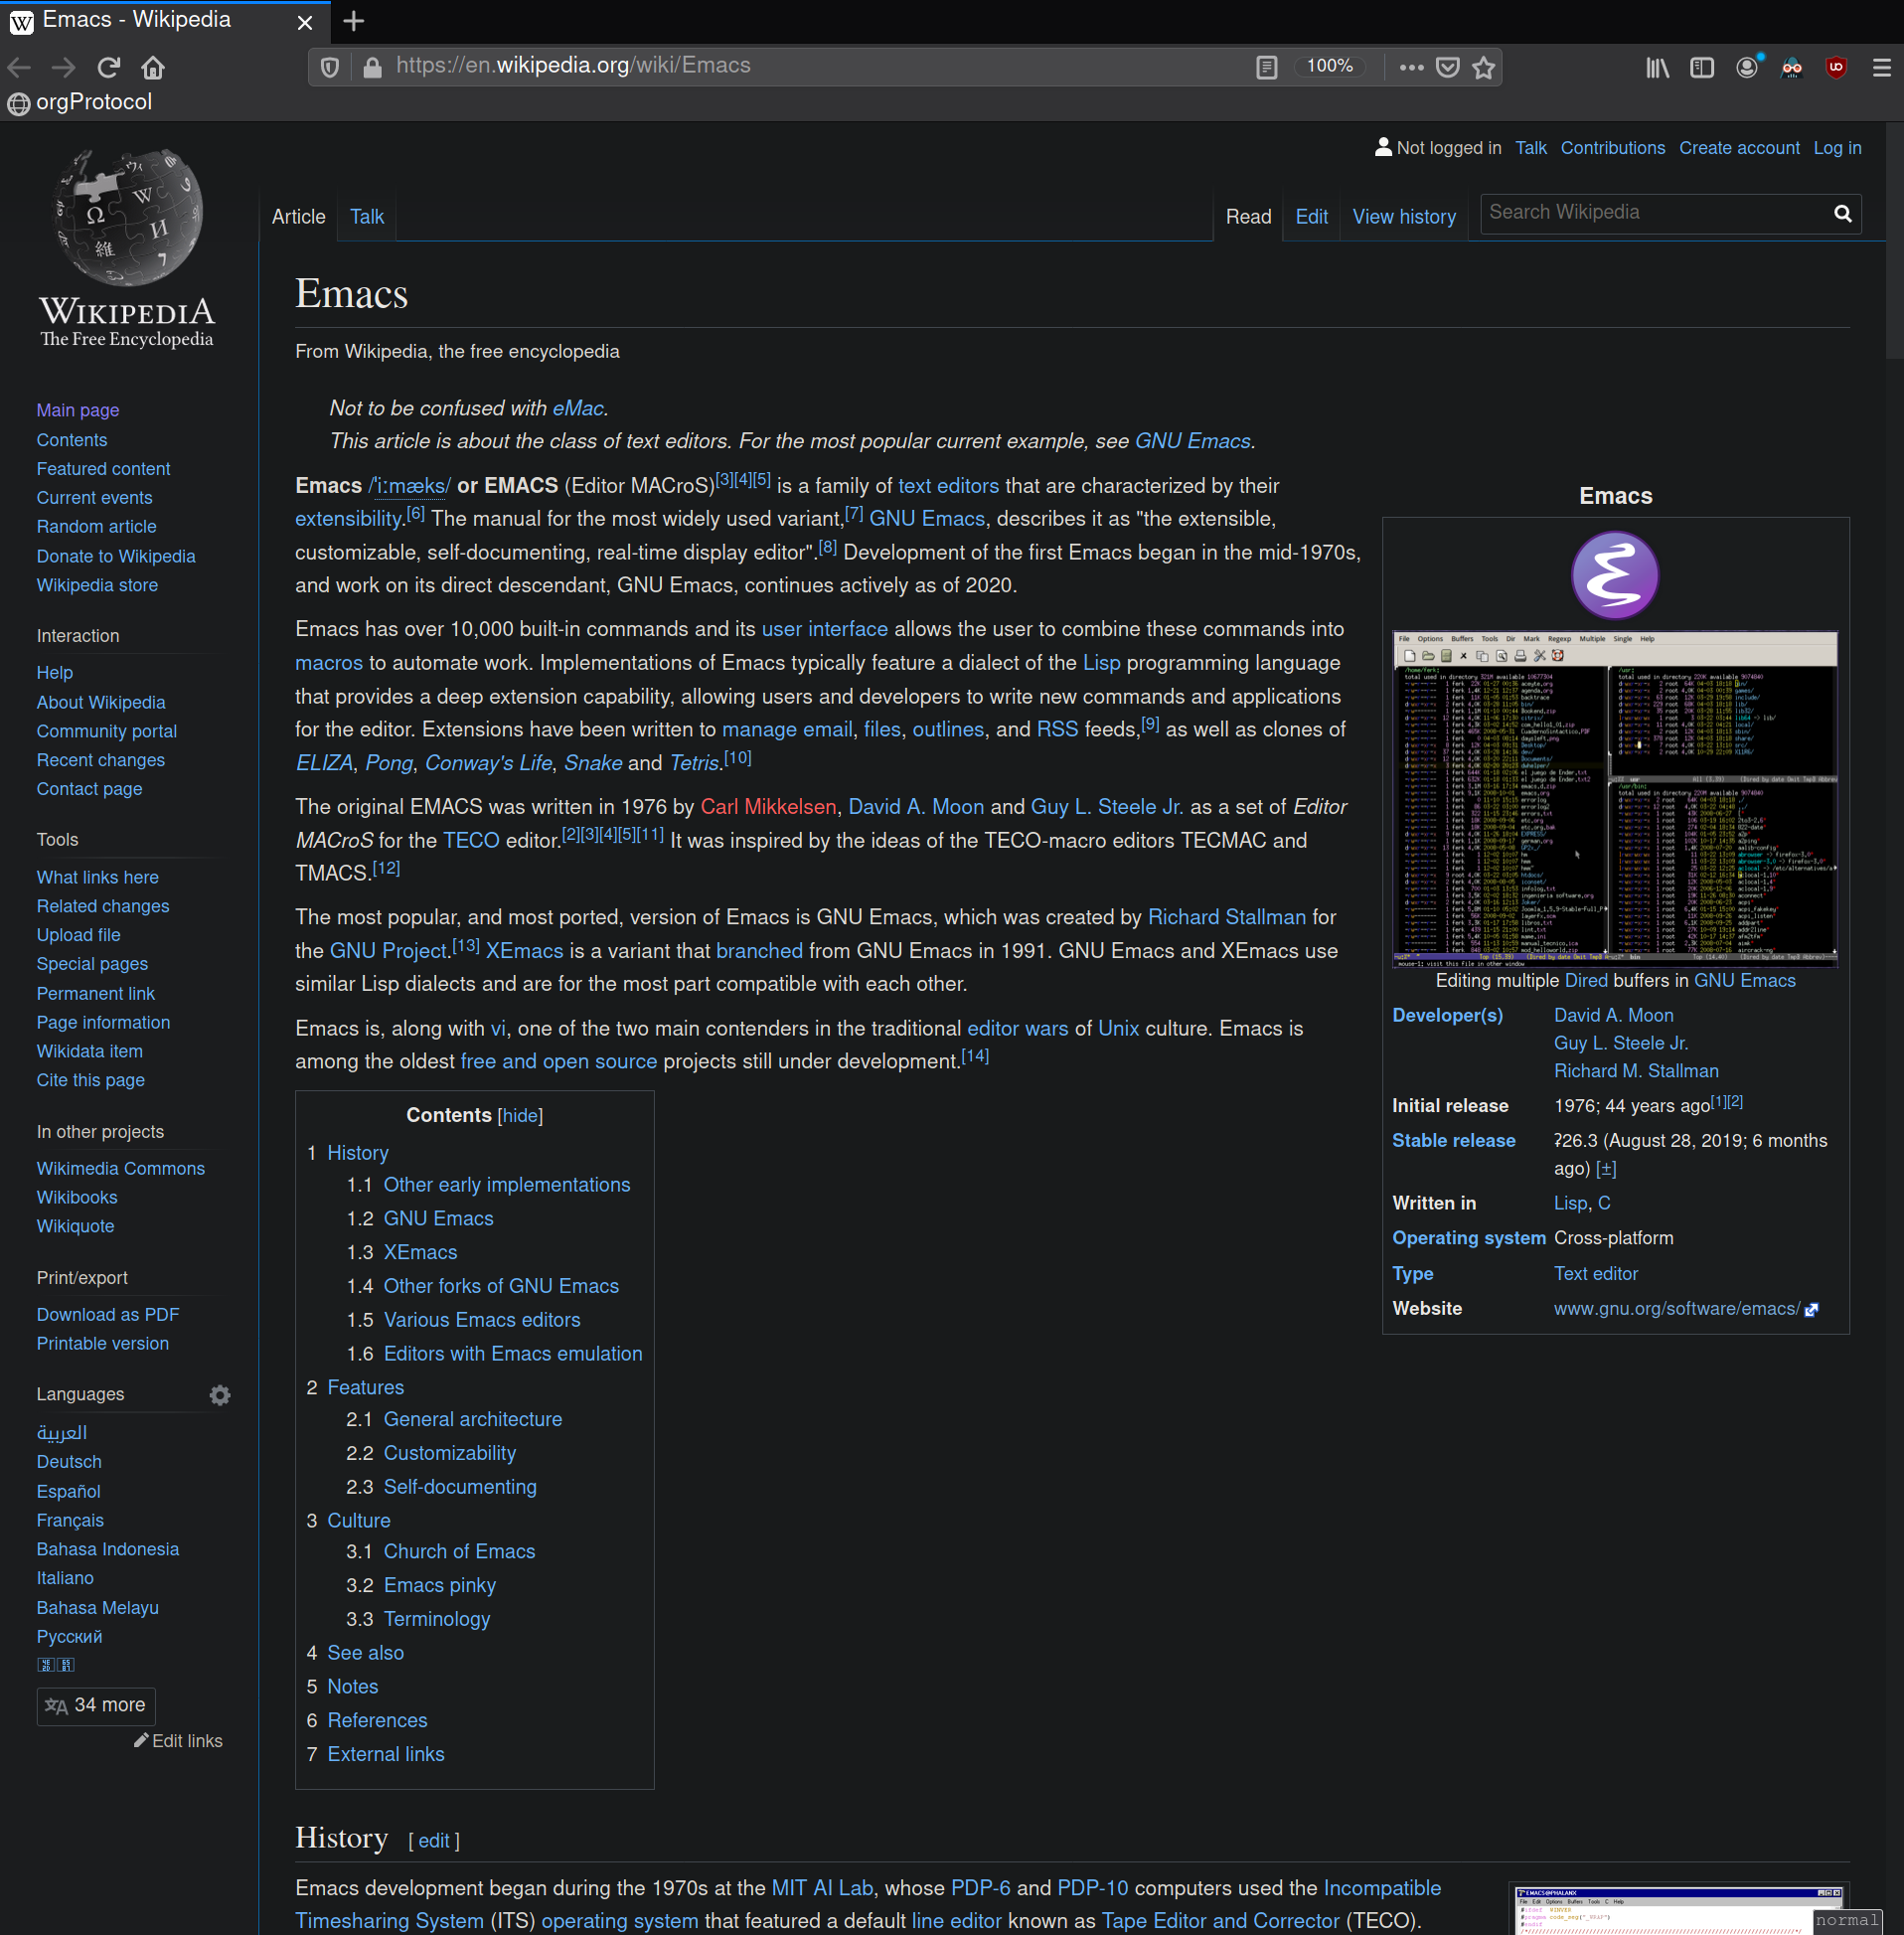 Emacs - Wikipedia
https://en.wikipedia.org/wiki/Emacs
100%
orgProtocol
Not logged in Talk Contributions Create account Log in
Article Talk Read Edit View history Search Wikipedia
WIKIPEDIA
The Free Encyclopedia
Main page
Contents
Featured content
Current events
Random article
Donate to Wikipedia
Wikipedia store
Interaction
Help
About Wikipedia
Community portal
Recent changes
Contact page
Tools
What links here
Related changes
Upload file
Special pages
Permanent link
Page information
Wikidata item
Cite this page
In other projects
Wikimedia Commons
Wikibooks
Wikiquote
Print/export
Download as PDF
Printable version
Languages
العربية
Deutsch
Español
Français
Bahasa Indonesia
Italiano
Bahasa Melayu
Русский
34 more
Edit links
Emacs
From Wikipedia, the free encyclopedia
Not to be confused with eMac.
This article is about the class of text editors. For the most popular current example, see GNU Emacs.
Emacs /ˈiːmæks/ or EMACS (Editor MACroS)[3][4][5] is a family of text editors that are characterized by their
extensibility.[6] The manual for the most widely used variant,[7] GNU Emacs, describes it as "the extensible,
customizable, self-documenting, real-time display editor".[8] Development of the first Emacs began in the mid-1970s,
and work on its direct descendant, GNU Emacs, continues actively as of 2020.
Emacs has over 10,000 built-in commands and its user interface allows the user to combine these commands into
macros to automate work. Implementations of Emacs typically feature a dialect of the Lisp programming language
that provides a deep extension capability, allowing users and developers to write new commands and applications
for the editor. Extensions have been written to manage email, files, outlines, and RSS feeds,[9] as well as clones of
ELIZA, Pong, Conway's Life, Snake and Tetris.[10]
The original EMACS was written in 1976 by Carl Mikkelsen, David A. Moon and Guy L. Steele Jr. as a set of Editor
MACroS for the TECO editor.[2][3][4][5][11] It was inspired by the ideas of the TECO-macro editors TECMAC and
TMACS.[12]
The most popular, and most ported, version of Emacs is GNU Emacs, which was created by Richard Stallman for
the GNU Project.[13] XEmacs is a variant that branched from GNU Emacs in 1991. GNU Emacs and XEmacs use
similar Lisp dialects and are for the most part compatible with each other.
Emacs is, along with vi, one of the two main contenders in the traditional editor wars of Unix culture. Emacs is
among the oldest free and open source projects still under development.[14]
Emacs
File Options Buffers Tools Dir Mark Regexp Multiple Single Help
Editing multiple Dired buffers in GNU Emacs
Developer(s) David A. Moon
Guy L. Steele Jr.
Richard M. Stallman
Initial release 1976; 44 years ago[1][2]
Stable release 26.3 (August 28, 2019; 6 months
ago) [±]
Written in Lisp, C
Operating system Cross-platform
Type Text editor
Website www.gnu.org/software/emacs/
Contents [hide]
1 History
1.1 Other early implementations
1.2 GNU Emacs
1.3 XEmacs
1.4 Other forks of GNU Emacs
1.5 Various Emacs editors
1.6 Editors with Emacs emulation
2 Features
2.1 General architecture
2.2 Customizability
2.3 Self-documenting
3 Culture
3.1 Church of Emacs
3.2 Emacs pinky
3.3 Terminology
4 See also
5 Notes
6 References
7 External links
History [ edit ]
Emacs development began during the 1970s at the MIT AI Lab, whose PDP-6 and PDP-10 computers used the Incompatible
Timesharing System (ITS) operating system that featured a default line editor known as Tape Editor and Corrector (TECO).
normal